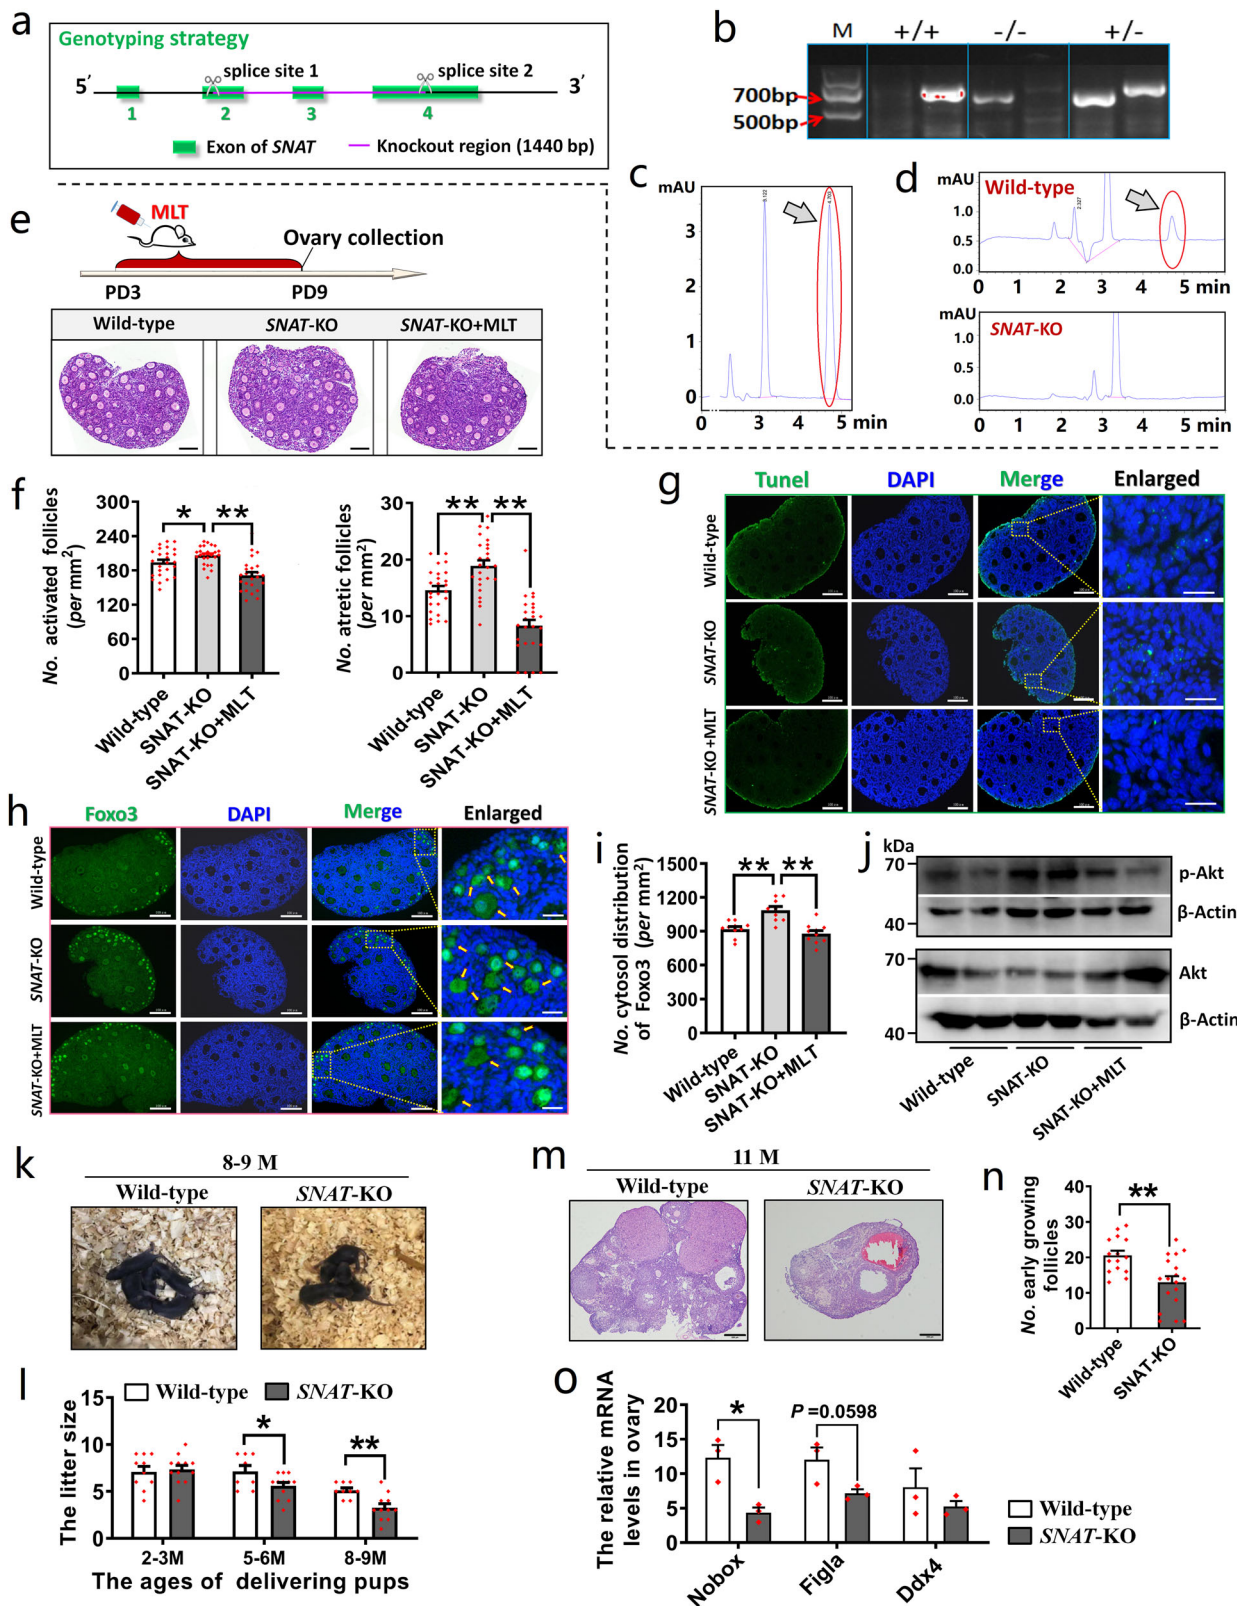 a
Genotyping strategy
5′ splice site 1 splice site 2 3′
1 2 3 4
Exon of SNAT Knockout region (1440 bp)
b
M +/+ -/- +/-
700bp
500bp
c
mAU
3.122
4.703
3
2
1
0
0 3 4 5 min
d
mAU
Wild-type
2.327
1.0
0.5
0.0
0 1 2 3 4 5 min
mAU
SNAT-KO
1.0
0.5
0.0
0 1 2 3 4 5 min
e
MLT
Ovary collection
PD3 PD9
Wild-type SNAT-KO SNAT-KO+MLT
f
No. activated follicles
(per mm²)
300
240
180
120
60
0
* **
Wild-type
SNAT-KO
SNAT-KO+MLT
No. atretic follicles
(per mm²)
30
20
10
0
** **
Wild-type
SNAT-KO
SNAT-KO+MLT
g
Tunel DAPI Merge Enlarged
Wild-type
SNAT-KO
SNAT-KO+MLT
h
Foxo3 DAPI Merge Enlarged
Wild-type
SNAT-KO
SNAT-KO+MLT
i
No. cytosol distribution
of Foxo3 (per mm²)
1500
1200
900
600
300
0
** **
Wild-type
SNAT-KO
SNAT-KO+MLT
j
kDa
70 p-Akt
40 β-Actin
70 Akt
40 β-Actin
Wild-type
SNAT-KO
SNAT-KO+MLT
k
8-9 M
Wild-type SNAT-KO
l
Wild-type SNAT-KO
The litter size
15
10
5
0
* **
2-3M 5-6M 8-9M
The ages of delivering pups
m
11 M
Wild-type SNAT-KO
n
No. early growing
follicles
40
30
20
10
0
**
Wild-type
SNAT-KO
o
The relative mRNA
levels in ovary
20
15
10
5
0
* P =0.0598
Nobox
Figla
Ddx4
Wild-type
SNAT-KO